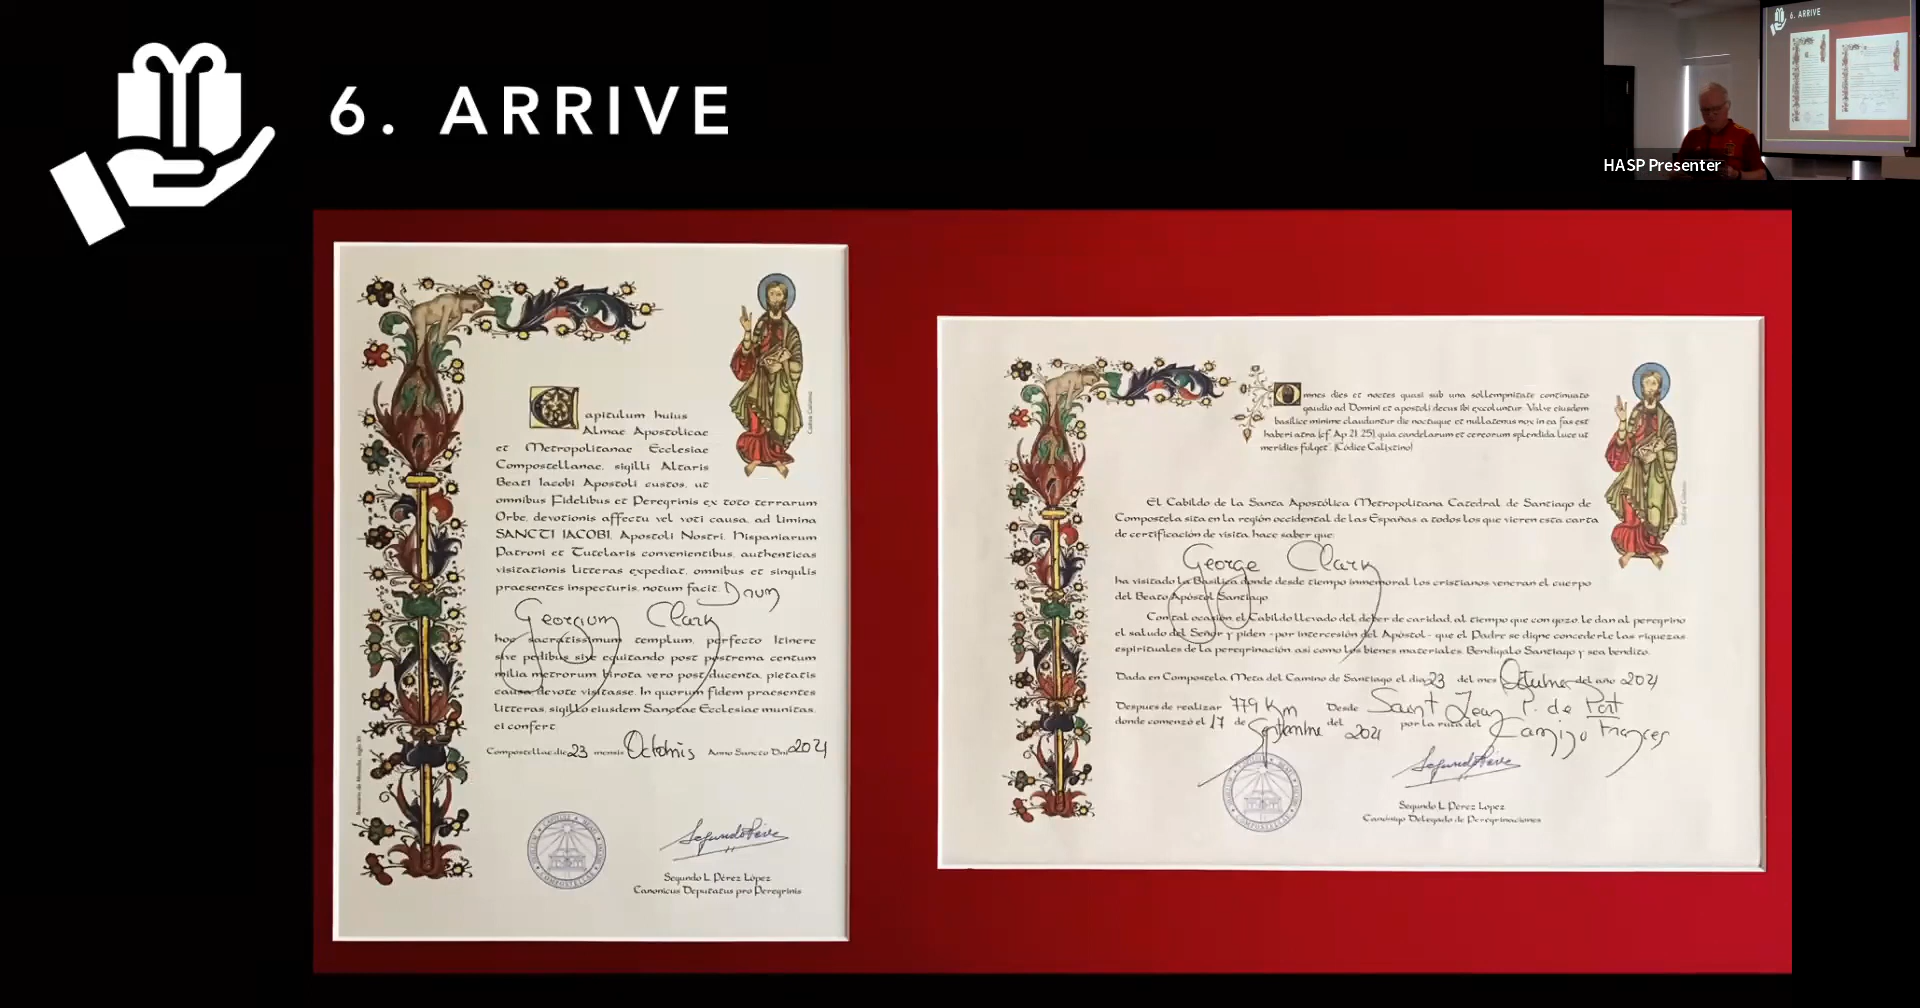 6. ARRIVE
6. ARRIVE
HASP Presenter
Capitulum huius
Almae Apostolicae
et Metropolitanae Ecclesiae
Compostellanae, sigilli Altaris
Beati Iacobi Apostoli custos, ut
omnibus Fidelibus et Peregrinis ex toto terrarum
Orbe, devotionis affectu vel voti causa, ad limina
SANCTI IACOBI, Apostoli Nostri, Hispaniarum
Patroni et Tutelaris convenientibus, authenticas
visitationis litteras expediat, omnibus et singulis
praesentes inspecturis, notum facit: Dnum
Georgium Clark
hoc sacratissimum templum, perfecto Itinere
sive pedibus sive equitando post postrema centum
milia metrorum, birota vero post ducenta, pietatis
causa, devote visitasse. In quorum fidem praesentes
litteras, sigillo eiusdem Sanctae Ecclesiae munitas,
ei confert.
Compostellae die 23 mensis Octobris Anno Sancto Dni 2021
Segundo L. Pérez López
Canonicus Deputatus pro Peregrinis
Omnes dies et noctes quasi sub una sollempnitate continuato
gaudio ad Domini et apostoli decus ibi excoluntur. Valve eiusdem
basilice minime clauduntur die noctuque et nullatenus nox in ea fas est
haberi atra [cf. Ap 21, 25], quia candelarum et cereorum splendida luce ut
meridies fulget". (Códice Calixtino)
El Cabildo de la Santa Apostólica Metropolitana Catedral de Santiago de
Compostela sita en la región occidental de las Españas, a todos los que vieren esta carta
de certificación de visita, hace saber que:
George Clark
ha visitado la Basílica donde desde tiempo inmemorial los cristianos veneran el cuerpo
del Beato Apóstol Santiago.
Con tal ocasión, el Cabildo llevado del deber de caridad, al tiempo que con gozo, le dan al peregrino
el saludo del Señor y piden -por intercesión del Apóstol- que el Padre se digne concederle las riquezas
espirituales de la peregrinación, así como los bienes materiales. Bendígalo Santiago y sea bendito.
Dada en Compostela, Meta del Camino de Santiago, el día 23 del mes Octubre del año 2021
Después de realizar 779 Km Desde Saint Jean P. de Port
donde comenzó el 17 de Septiembre del 2021 por la ruta del Camino Frances
Segundo L. Pérez López
Canónigo Delegado de Peregrinaciones